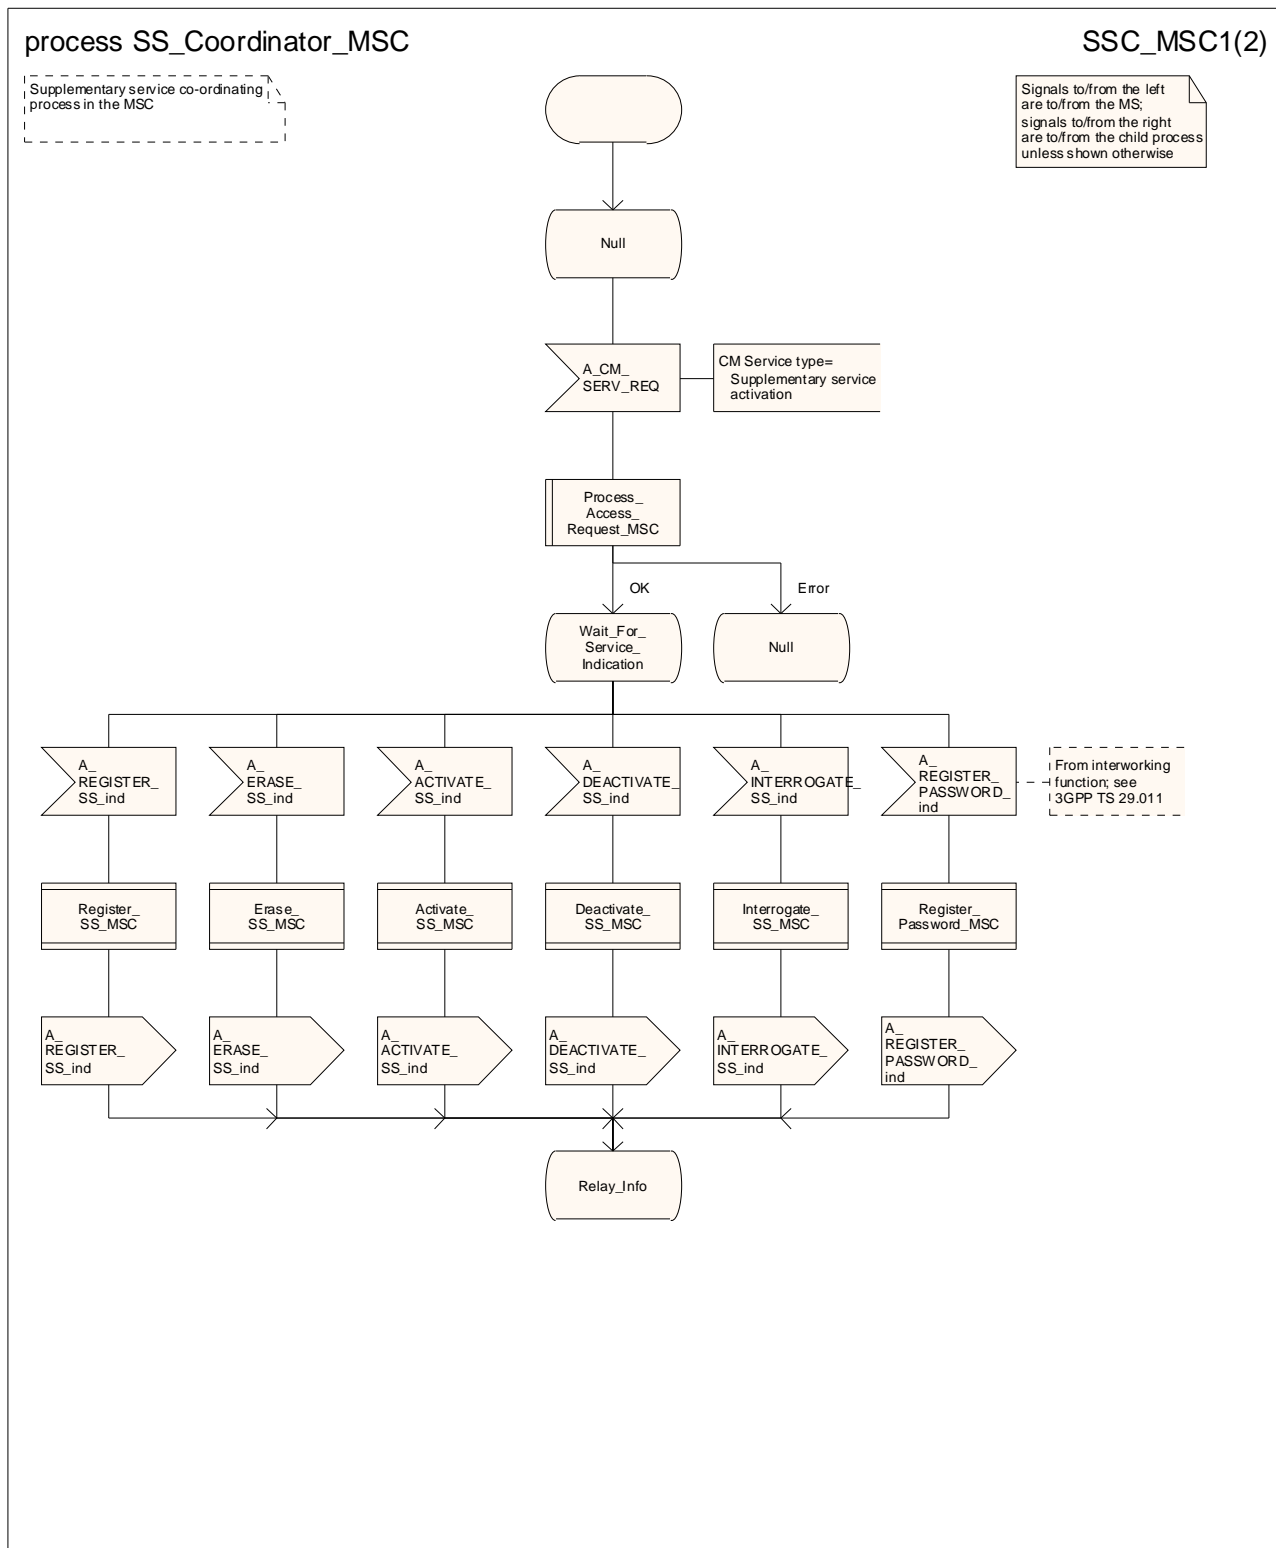 process SS_Coordinator_MSC
SSC_MSC1(2)
Supplementary service co-ordinating
process in the MSC
Signals to/from the left
are to/from the MS;
signals to/from the right
are to/from the child process
unless shown otherwise
Null
A_CM_
SERV_REQ
CM Service type=
Supplementary service
activation
Process_
Access_
Request_MSC
OK
Error
Wait_For_
Service_
Indication
Null
A_
REGISTER_
SS_ind
A_
ERASE_
SS_ind
A_
ACTIVATE_
SS_ind
A_
DEACTIVATE_
SS_ind
A_
INTERROGATE_
SS_ind
A_
REGISTER_
PASSWORD_
ind
From interworking
function; see
3GPP TS 29.011
Register_
SS_MSC
Erase_
SS_MSC
Activate_
SS_MSC
Deactivate_
SS_MSC
Interrogate_
SS_MSC
Register_
Password_MSC
A_
REGISTER_
SS_ind
A_
ERASE_
SS_ind
A_
ACTIVATE_
SS_ind
A_
DEACTIVATE_
SS_ind
A_
INTERROGATE_
SS_ind
A_
REGISTER_
PASSWORD_
ind
Relay_Info